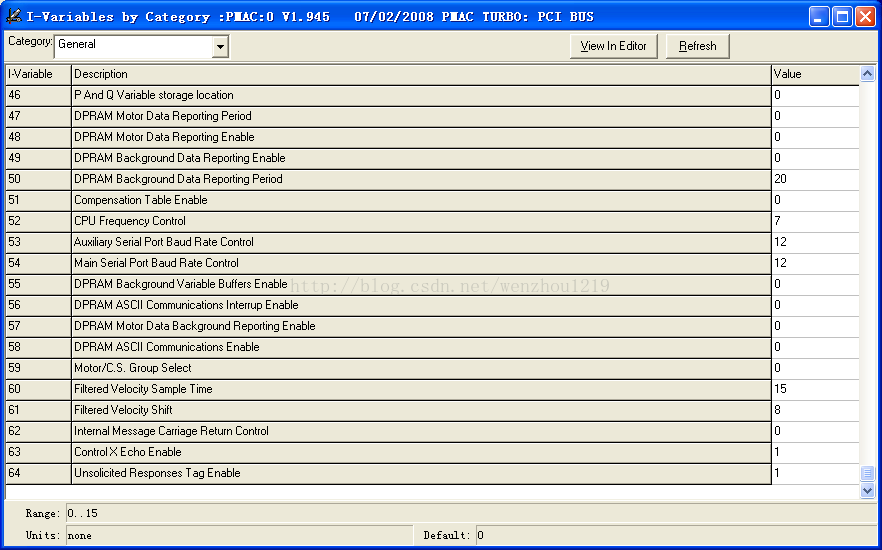 I-Variables by Category :PMAC:0 V1.945 07/02/2008 PMAC TURBO: PCI BUS
Category: General View In Editor Refresh
I-Variable Description Value
46 P And Q Variable storage location 0
47 DPRAM Motor Data Reporting Period 0
48 DPRAM Motor Data Reporting Enable 0
49 DPRAM Background Data Reporting Enable 0
50 DPRAM Background Data Reporting Period 20
51 Compensation Table Enable 0
52 CPU Frequency Control 7
53 Auxiliary Serial Port Baud Rate Control 12
54 Main Serial Port Baud Rate Control 12
55 DPRAM Background Variable Buffers Enable 0
http://blog.csdn.net/wenzhou1219
56 DPRAM ASCII Communications Interrup Enable 0
57 DPRAM Motor Data Background Reporting Enable 0
58 DPRAM ASCII Communications Enable 0
59 Motor/C.S. Group Select 0
60 Filtered Velocity Sample Time 15
61 Filtered Velocity Shift 8
62 Internal Message Carriage Return Control 0
63 Control X Echo Enable 1
64 Unsolicited Responses Tag Enable 1
Range: 0..15
Units: none Default: 0